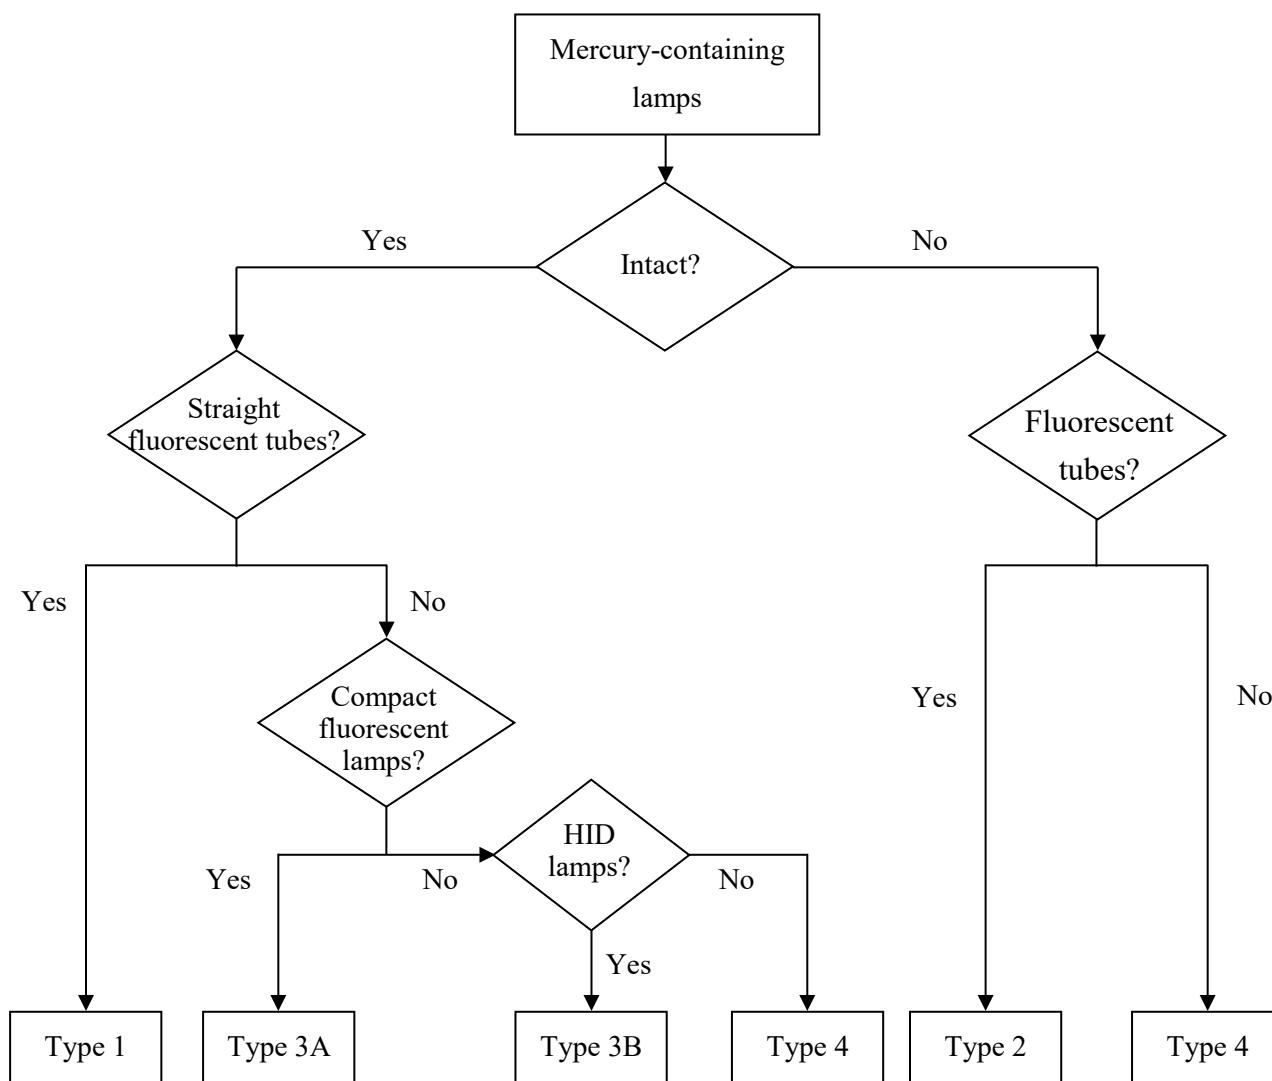 Mercury-containing
lamps
Yes
No
Intact?
Straight
fluorescent tubes?
Fluorescent
tubes?
Yes
No
Compact
fluorescent
lamps?
Yes
No
HID
lamps?
Yes
No
No
Yes
Type 1
Type 3A
Type 3B
Type 4
Type 2
Type 4